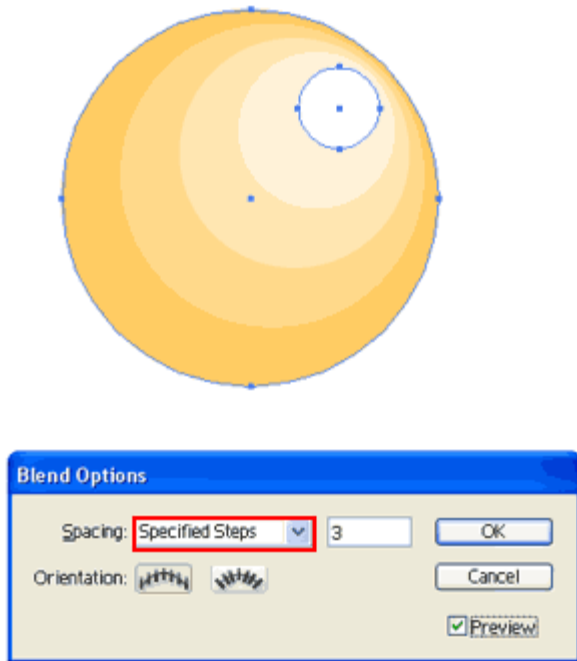 Blend Options
Spacing: Specified Steps 3 OK
Orientation: Cancel
Preview